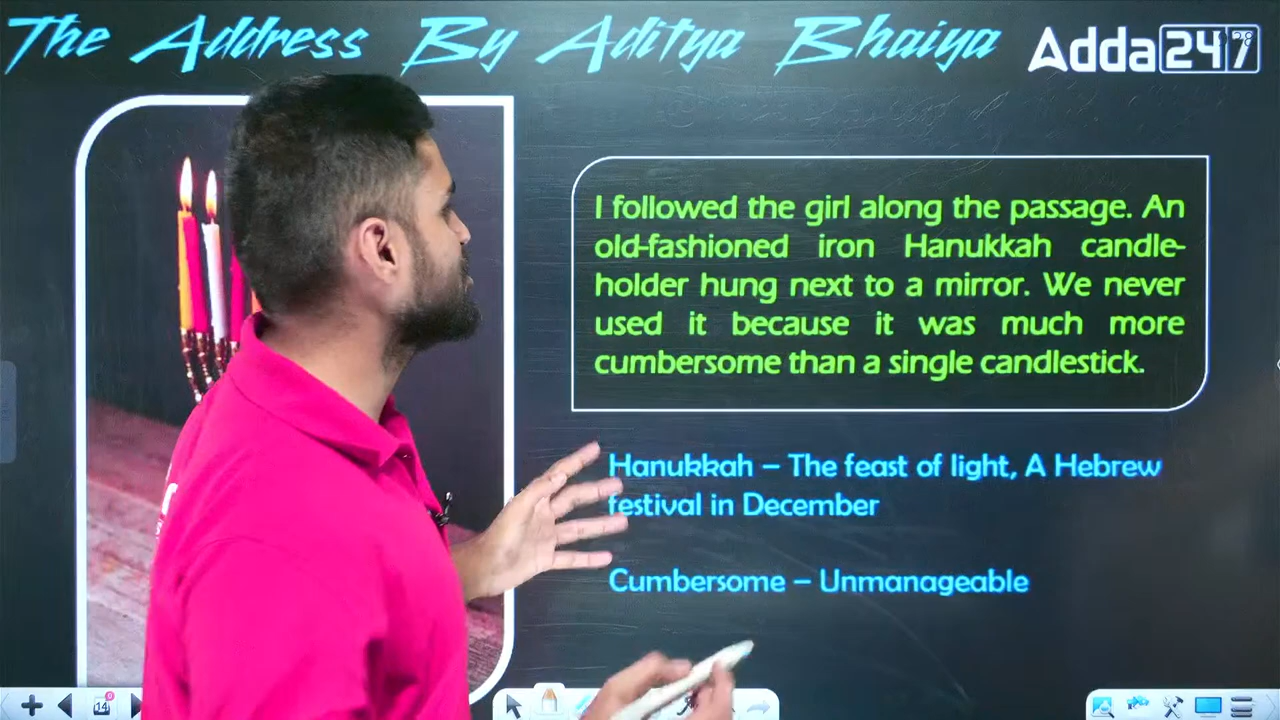 The Address By Aditya Bhaiya
Adda247
I followed the girl along the passage. An
old-fashioned iron Hanukkah candle-
holder hung next to a mirror. We never
used it because it was much more
cumbersome than a single candlestick.
Hanukkah – The feast of light, A Hebrew
festival in December
Cumbersome – Unmanageable
14